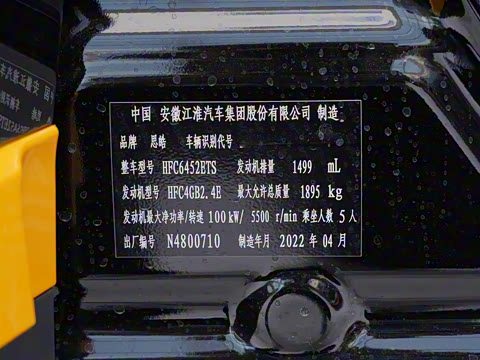 中国 安徽江淮汽车集团股份有限公司 制造
品牌 思皓 车辆识别代号
整车型号 HFC6452ETS 发动机排量 1499 mL
发动机型号 HFC4GB2.4E 最大允许总质量 1895 kg
发动机最大净功率/转速 100kW/ 5500 r/min 乘坐人数 5人
出厂编号 N4800710 制造年月 2022 年 04 月